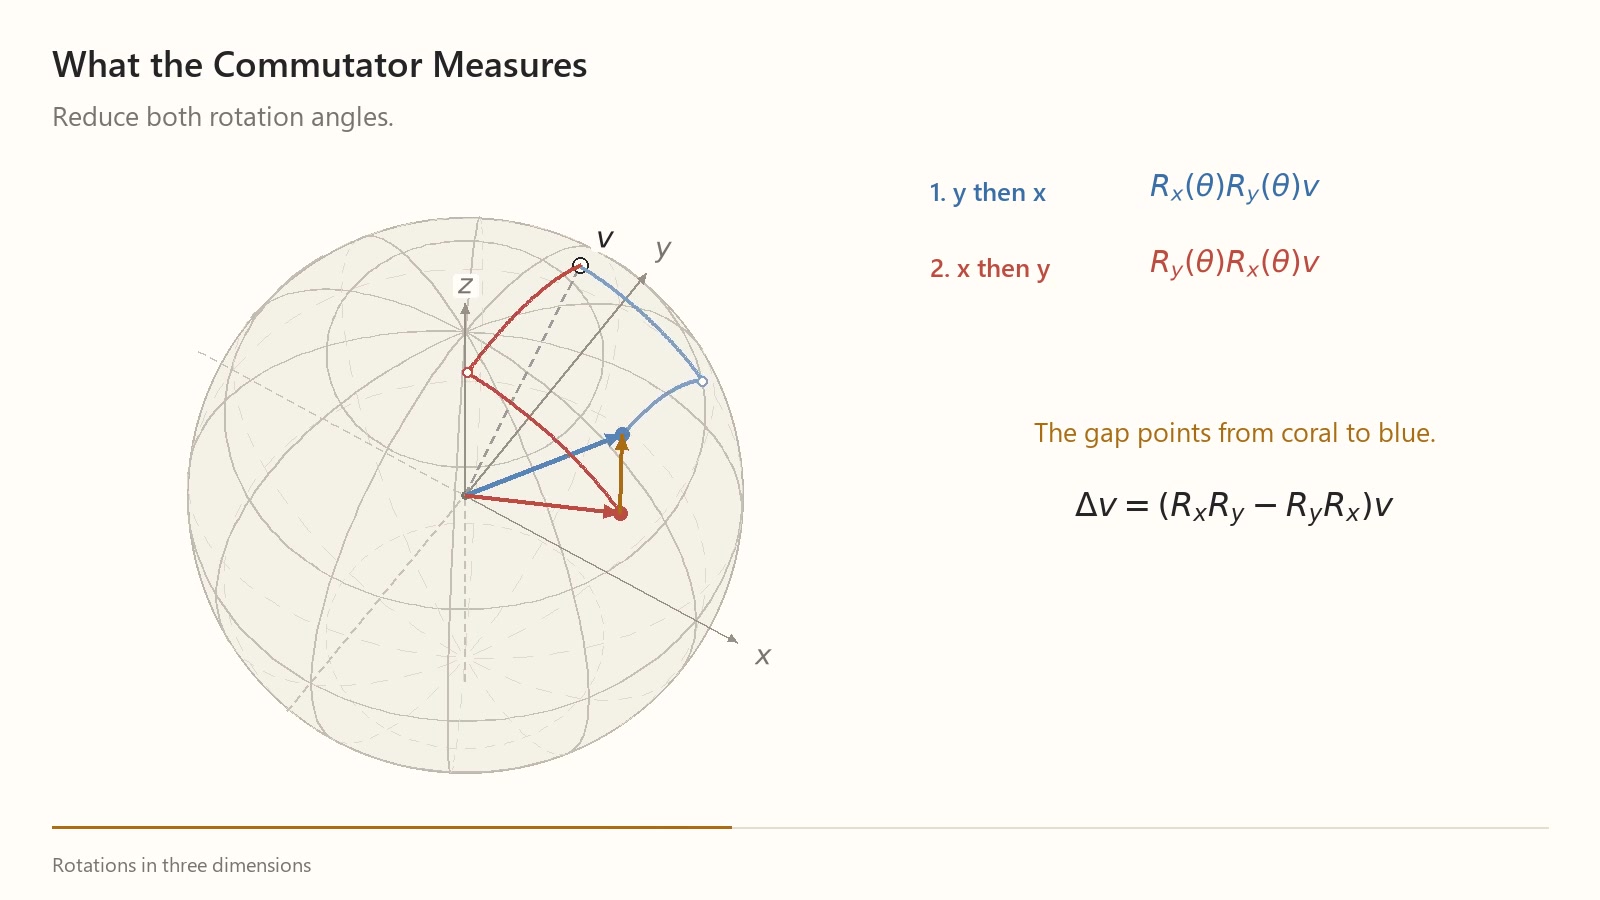 What the Commutator Measures
Reduce both rotation angles.
1. y then x
R_x(θ)R_y(θ)v
2. x then y
R_y(θ)R_x(θ)v
v
y
z
x
The gap points from coral to blue.
Δv = (R_xR_y − R_yR_x)v
Rotations in three dimensions